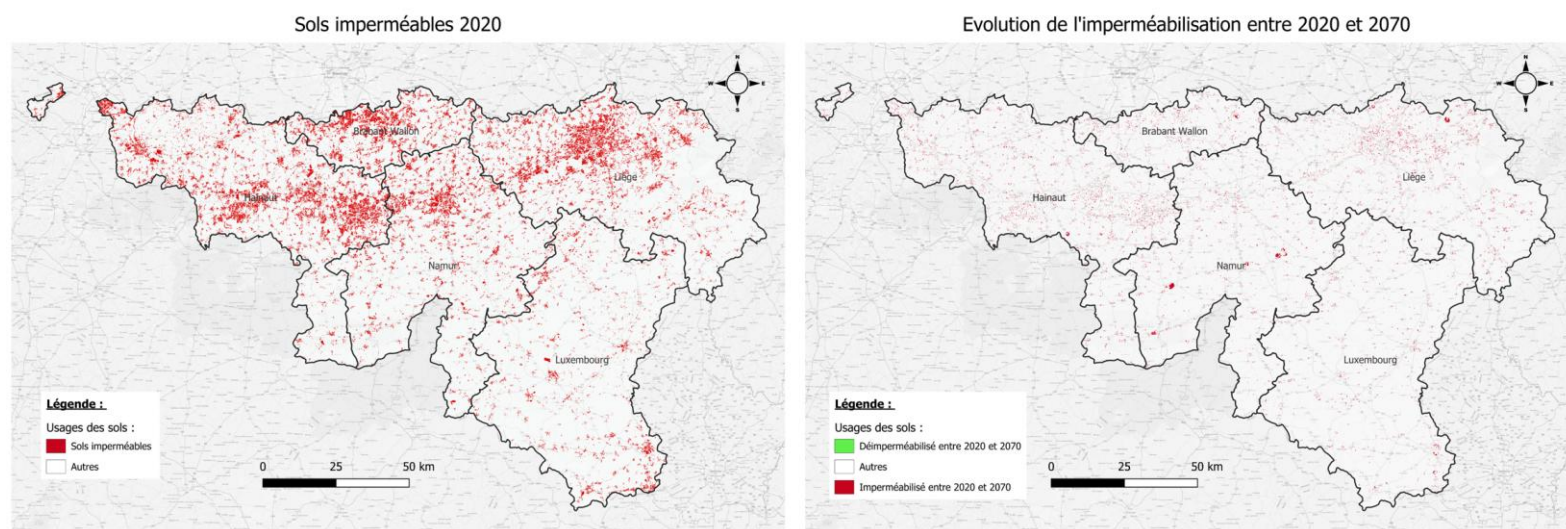 Sols imperméables 2020
N
W
E
S
Brabant Wallon
Liège
Hainaut
Namur
Luxembourg
Légende :
Usages des sols :
Sols imperméables
Autres
0 25 50 km
Evolution de l'imperméabilisation entre 2020 et 2070
N
W
E
S
Brabant Wallon
Liège
Hainaut
Namur
Luxembourg
Légende :
Usages des sols :
Déimperméabilisé entre 2020 et 2070
Autres
Imperméabilisé entre 2020 et 2070
0 25 50 km